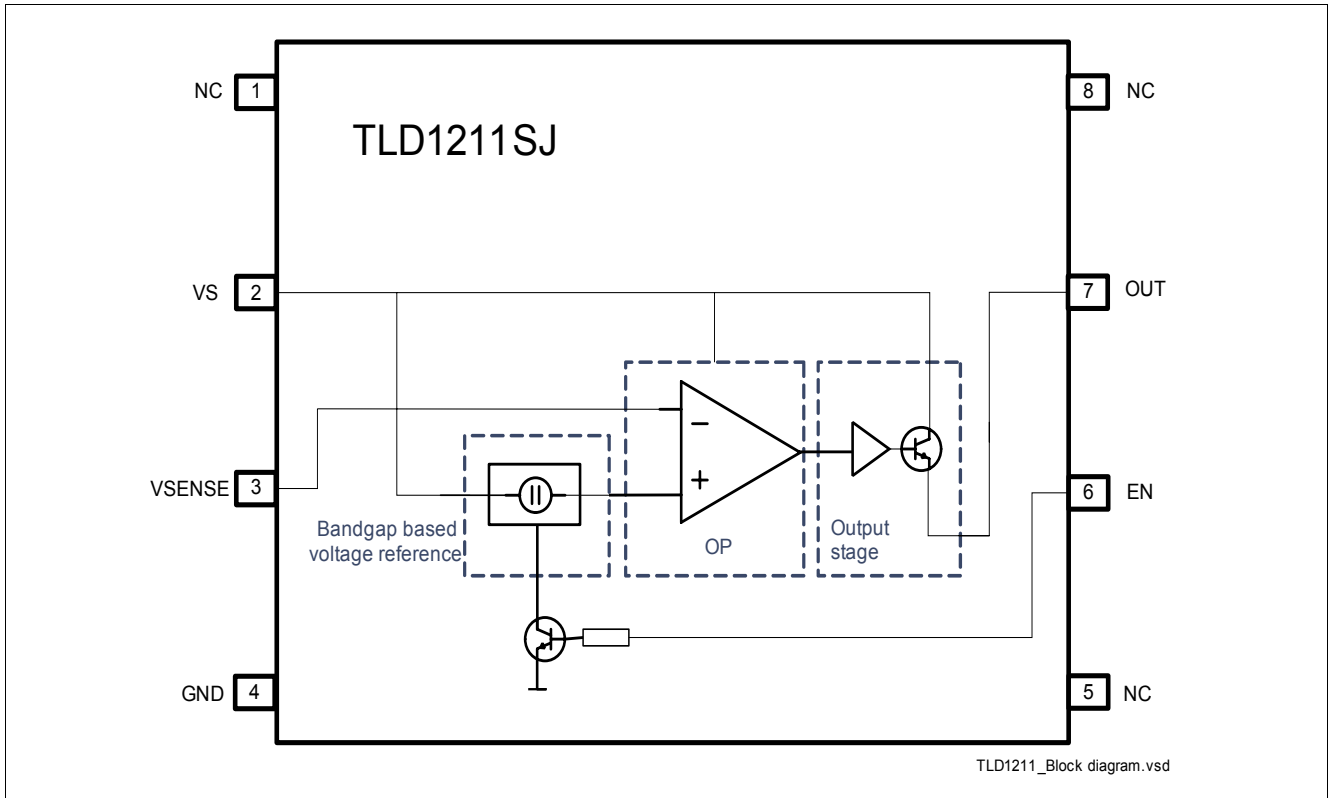 NC 1
8 NC
TLD1211SJ
VS 2
7 OUT
−
VSENSE 3
6 EN
+
Bandgap based
voltage reference
OP
Output
stage
GND 4
5 NC
TLD1211_Block diagram.vsd